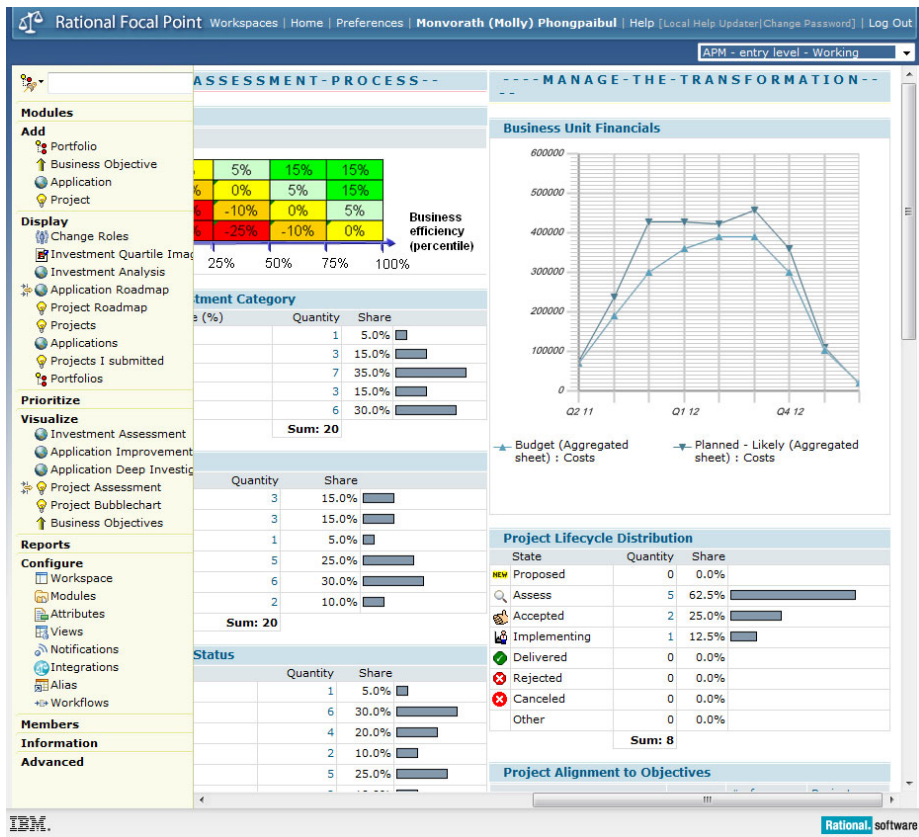 Rational Focal Point Workspaces | Home | Preferences | Monvorath (Molly) Phongpaibul | Help [Local Help Updater|Change Password] | Log Out
APM - entry level - Working
Modules
Add
Portfolio
Business Objective
Application
Project
Display
Change Roles
Investment Quartile Imag
Investment Analysis
Application Roadmap
Project Roadmap
Projects
Applications
Projects I submitted
Portfolios
Prioritize
Visualize
Investment Assessment
Application Improvement
Application Deep Investig
Project Assessment
Project Bubblechart
Business Objectives
Reports
Configure
Workspace
Modules
Attributes
Views
Notifications
Integrations
Alias
Workflows
Members
Information
Advanced
ASSESSMENT-PROCESS--
5% 15% 15%
% 0% 5% 15%
% -10% 0% 5%
% -25% -10% 0%
Business
efficiency
(percentile)
25% 50% 75% 100%
tment Category
e (%) Quantity Share
1 5.0%
3 15.0%
7 35.0%
3 15.0%
6 30.0%
Sum: 20
Quantity Share
3 15.0%
3 15.0%
1 5.0%
5 25.0%
6 30.0%
2 10.0%
Sum: 20
Status
Quantity Share
1 5.0%
6 30.0%
4 20.0%
2 10.0%
5 25.0%
----MANAGE-THE-TRANSFORMATION--
--
Business Unit Financials
600000
500000
400000
300000
200000
100000
0
Q2 11 Q1 12 Q4 12
Budget (Aggregated
sheet) : Costs
Planned - Likely (Aggregated
sheet) : Costs
Project Lifecycle Distribution
State Quantity Share
NEW Proposed 0 0.0%
Assess 5 62.5%
Accepted 2 25.0%
Implementing 1 12.5%
Delivered 0 0.0%
Rejected 0 0.0%
Canceled 0 0.0%
Other 0 0.0%
Sum: 8
Project Alignment to Objectives
IBM.
Rational. software